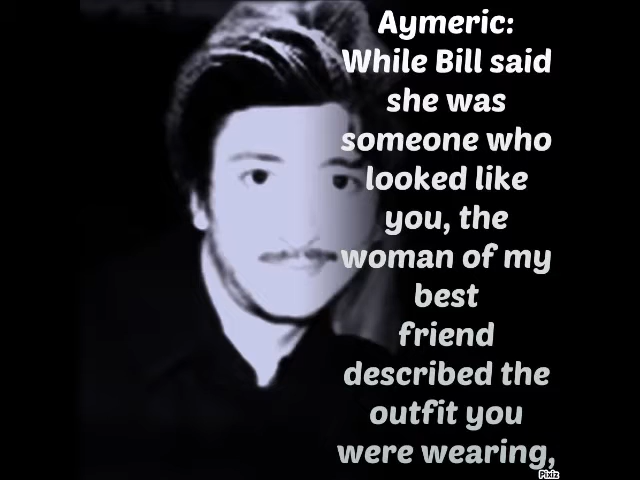 Aymeric:
While Bill said
she was
someone who
looked like
you, the
woman of my
best
friend
described the
outfit you
were wearing,
Pixiz